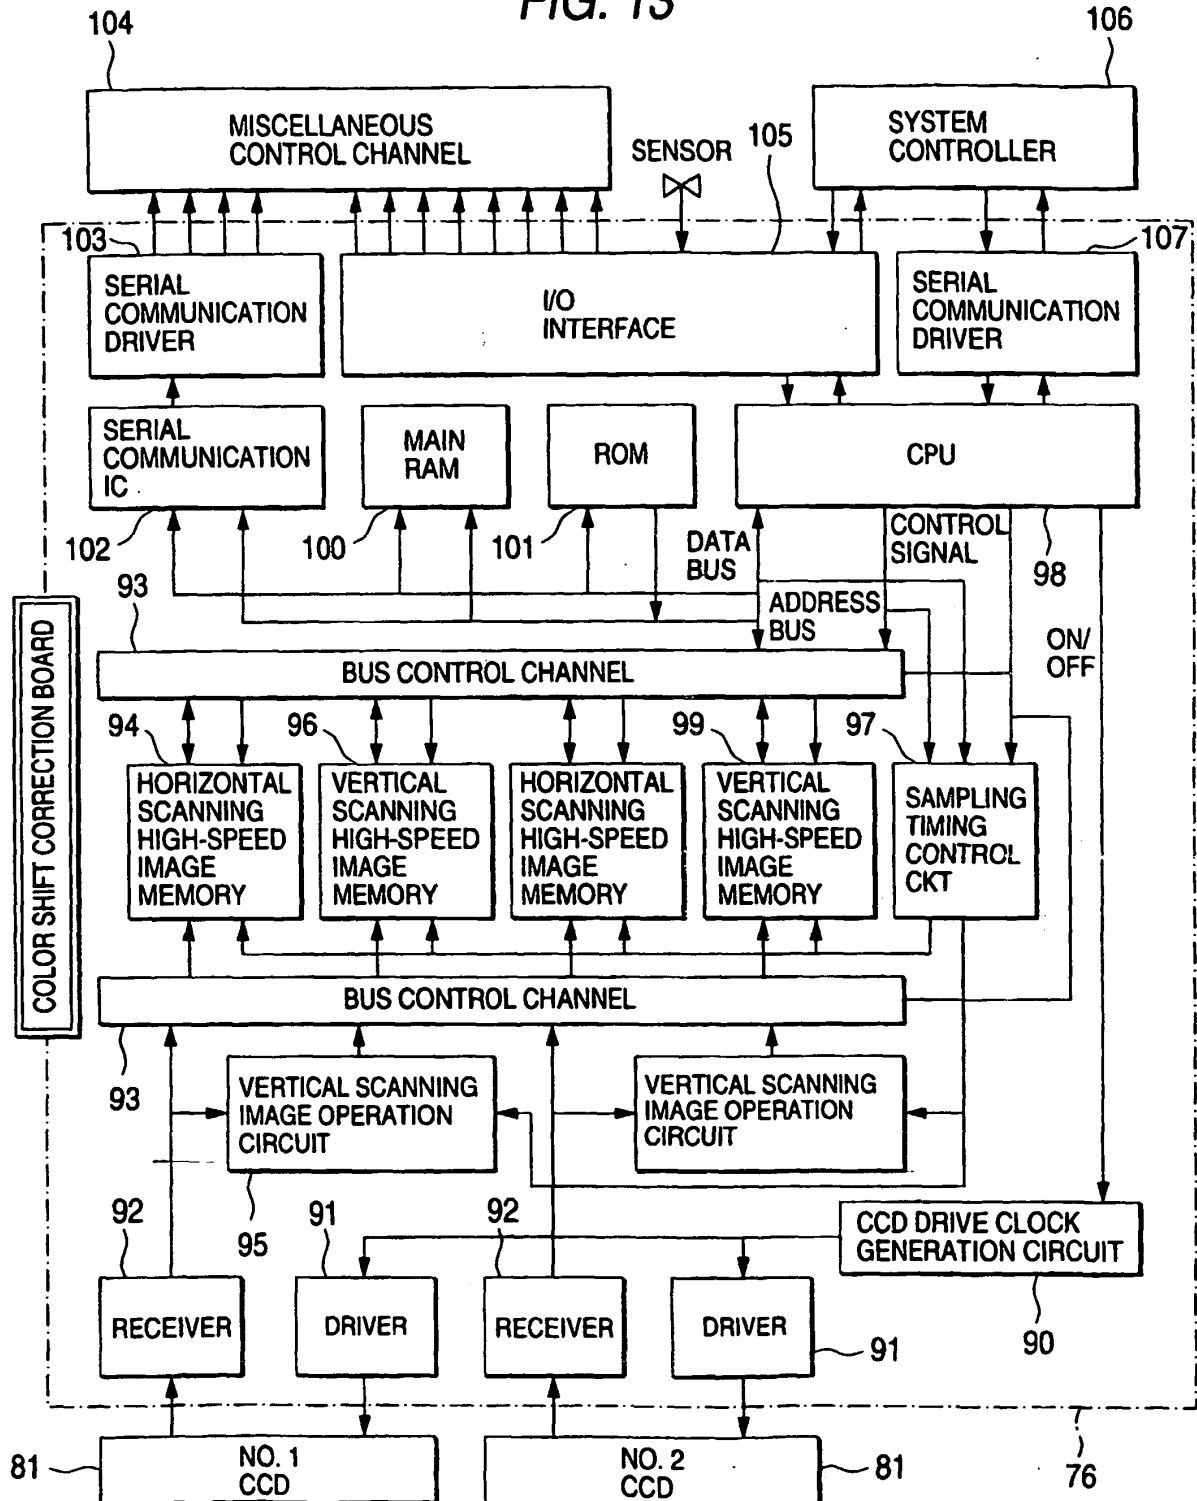 FIG. 13
104
106
MISCELLANEOUS
CONTROL CHANNEL
SENSOR
105
SYSTEM
CONTROLLER
103
107
SERIAL
COMMUNICATION
DRIVER
I/O
INTERFACE
SERIAL
COMMUNICATION
DRIVER
SERIAL
COMMUNICATION
IC
MAIN
RAM
ROM
CPU
102
100
101
DATA
BUS
CONTROL
SIGNAL
98
93
ADDRESS
BUS
ON/
OFF
COLOR SHIFT CORRECTION BOARD
BUS CONTROL CHANNEL
94
96
99
97
HORIZONTAL
SCANNING
HIGH-SPEED
IMAGE
MEMORY
VERTICAL
SCANNING
HIGH-SPEED
IMAGE
MEMORY
HORIZONTAL
SCANNING
HIGH-SPEED
IMAGE
MEMORY
VERTICAL
SCANNING
HIGH-SPEED
IMAGE
MEMORY
SAMPLING
TIMING
CONTROL
CKT
BUS CONTROL CHANNEL
93
VERTICAL SCANNING
IMAGE OPERATION
CIRCUIT
VERTICAL SCANNING
IMAGE OPERATION
CIRCUIT
92
95
91
92
CCD DRIVE CLOCK
GENERATION CIRCUIT
RECEIVER
DRIVER
RECEIVER
DRIVER
91
90
81
NO. 1
CCD
NO. 2
CCD
81
76